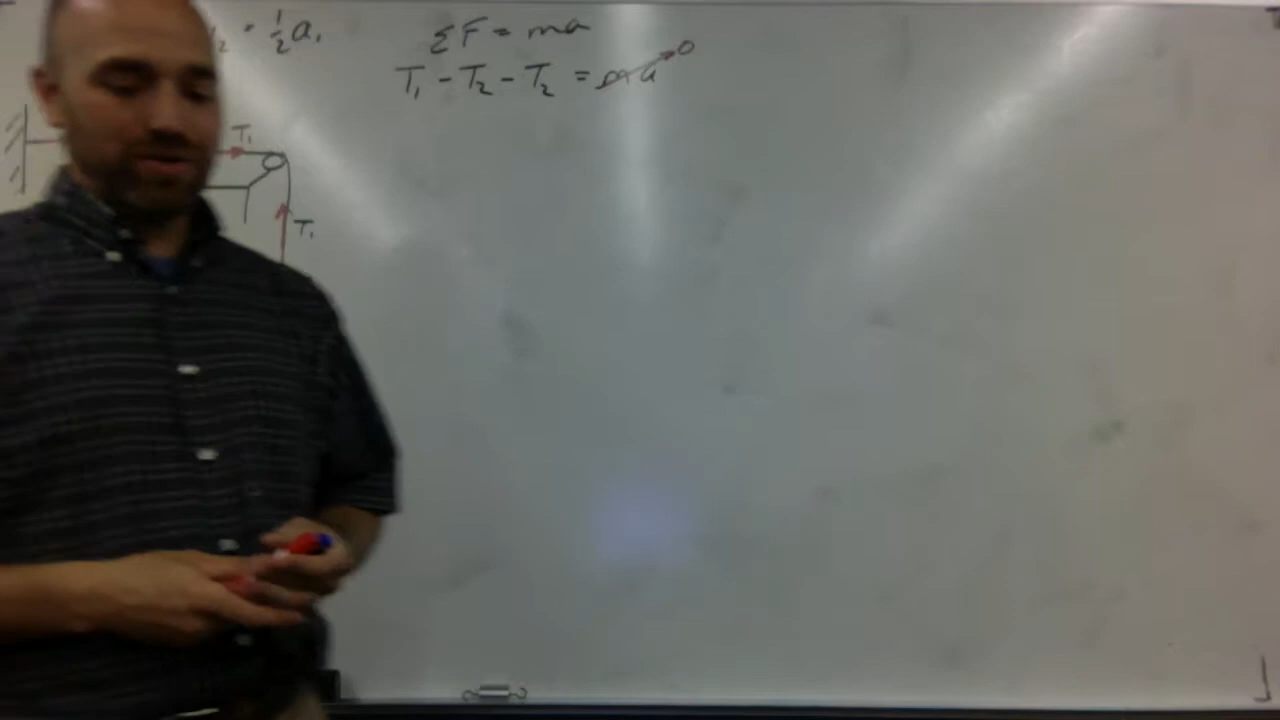 = ½a₁
ΣF = ma
T₁ - T₂ - T₂ = ma 0
T₁
T₁